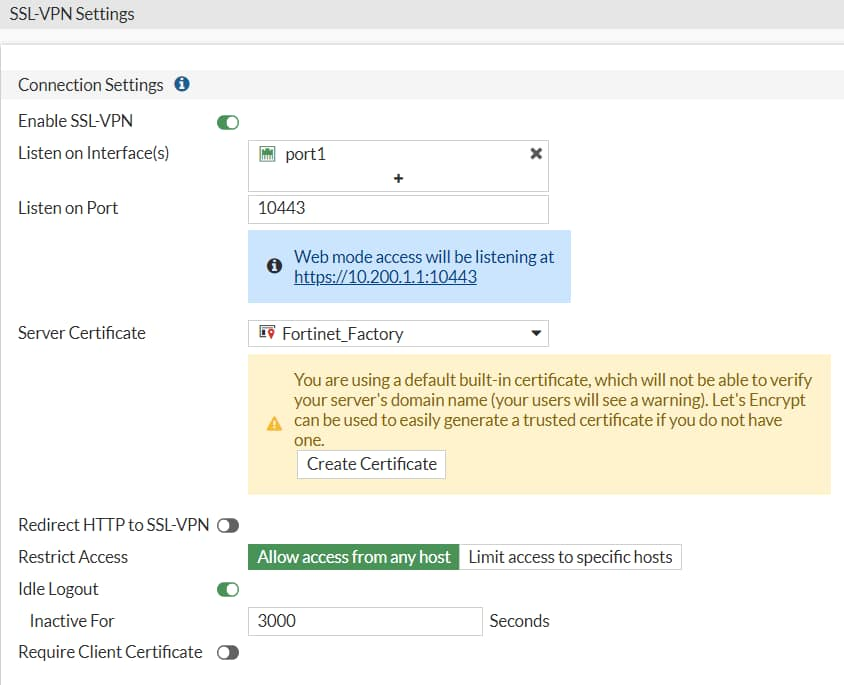 SSL-VPN Settings
Connection Settings
Enable SSL-VPN
Listen on Interface(s)
port1
+
Listen on Port
10443
Web mode access will be listening at
https://10.200.1.1:10443
Server Certificate
Fortinet_Factory
You are using a default built-in certificate, which will not be able to verify
your server's domain name (your users will see a warning). Let's Encrypt
can be used to easily generate a trusted certificate if you do not have
one.
Create Certificate
Redirect HTTP to SSL-VPN
Restrict Access
Allow access from any host
Limit access to specific hosts
Idle Logout
Inactive For
3000
Seconds
Require Client Certificate